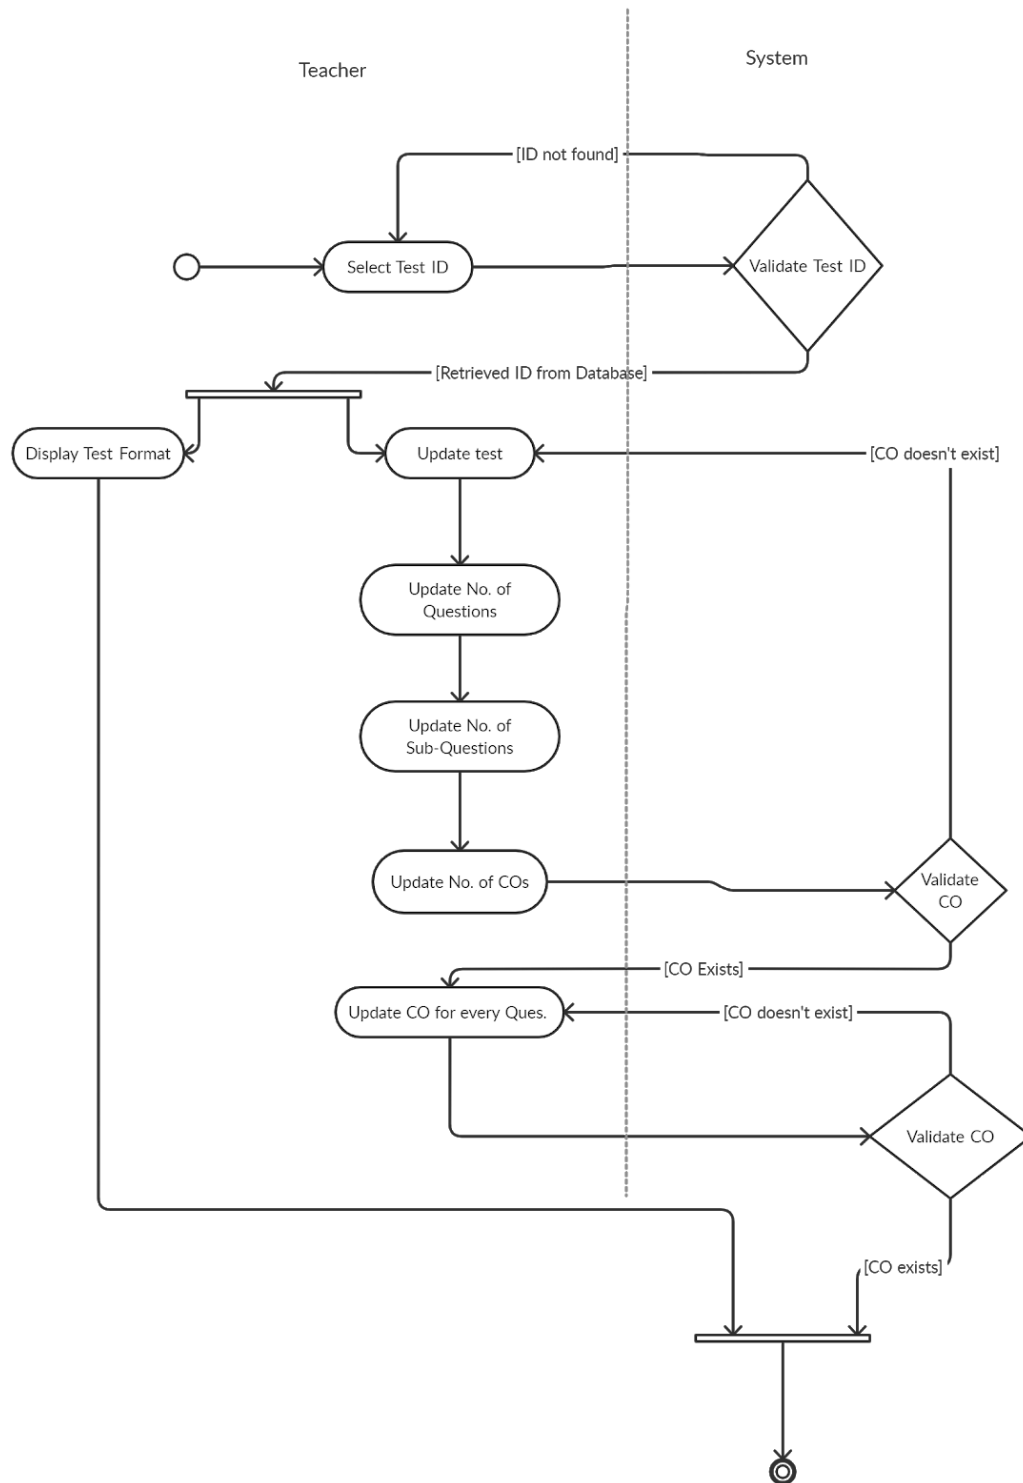 Teacher
System
[ID not found]
Select Test ID
Validate Test ID
[Retrieved ID from Database]
Display Test Format
Update test
[CO doesn't exist]
Update No. of
Questions
Update No. of
Sub-Questions
Update No. of COs
Validate
CO
[CO Exists]
Update CO for every Ques.
[CO doesn't exist]
Validate CO
[CO exists]